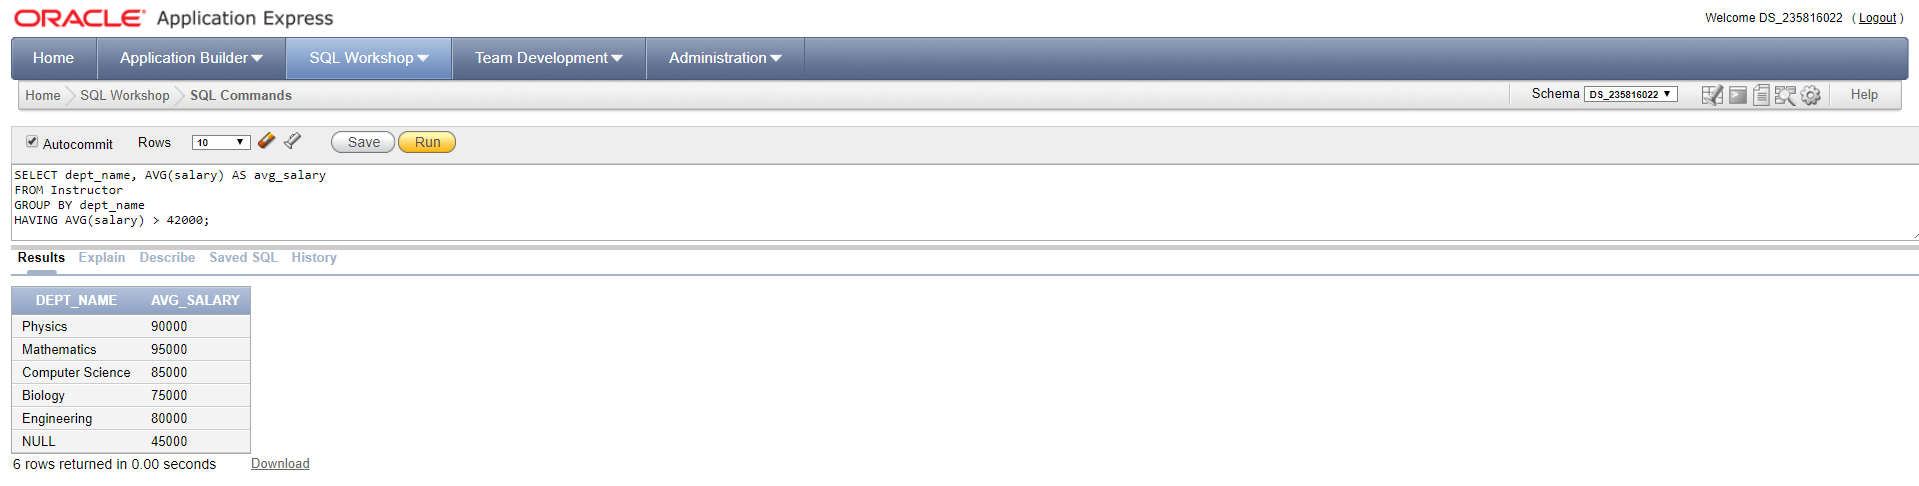 ORACLE® Application Express
Welcome DS_235816022 ( Logout )
Home Application Builder SQL Workshop Team Development Administration
Home SQL Workshop SQL Commands
Schema DS_235816022 Help
Autocommit Rows 10 Save Run
SELECT dept_name, AVG(salary) AS avg_salary
FROM Instructor
GROUP BY dept_name
HAVING AVG(salary) > 42000;
Results Explain Describe Saved SQL History
DEPT_NAME AVG_SALARY
Physics 90000
Mathematics 95000
Computer Science 85000
Biology 75000
Engineering 80000
NULL 45000
6 rows returned in 0.00 seconds Download